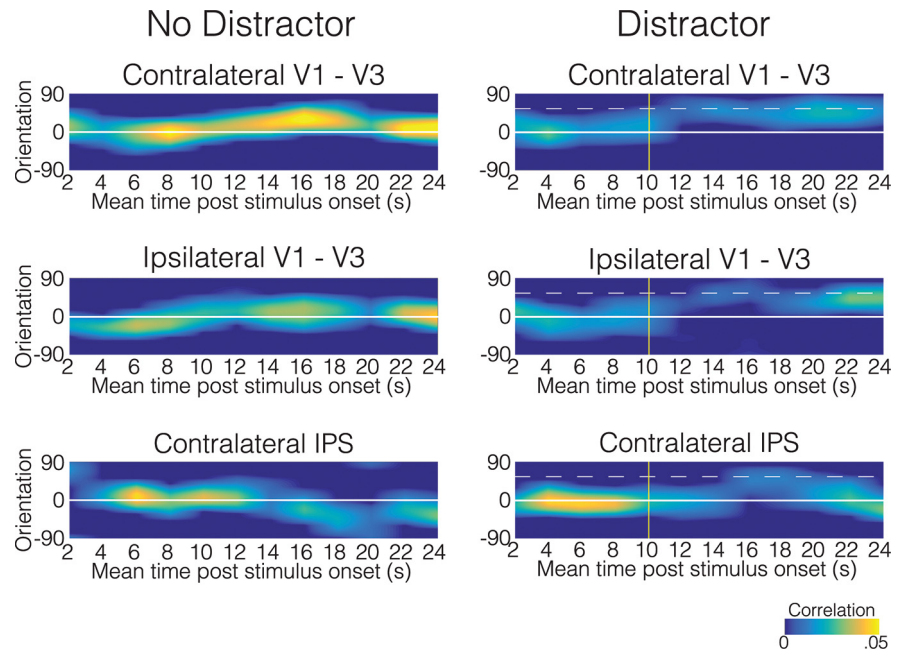 No Distractor
Distractor
Contralateral V1 - V3
Orientation
90
0
-90
2 4 6 8 10 12 14 16 18 20 22 24
Mean time post stimulus onset (s)
Contralateral V1 - V3
90
0
-90
2 4 6 8 10 12 14 16 18 20 22 24
Mean time post stimulus onset (s)
Ipsilateral V1 - V3
Orientation
90
0
-90
2 4 6 8 10 12 14 16 18 20 22 24
Mean time post stimulus onset (s)
Ipsilateral V1 - V3
90
0
-90
2 4 6 8 10 12 14 16 18 20 22 24
Mean time post stimulus onset (s)
Contralateral IPS
Orientation
90
0
-90
2 4 6 8 10 12 14 16 18 20 22 24
Mean time post stimulus onset (s)
Contralateral IPS
90
0
-90
2 4 6 8 10 12 14 16 18 20 22 24
Mean time post stimulus onset (s)
Correlation
0 .05